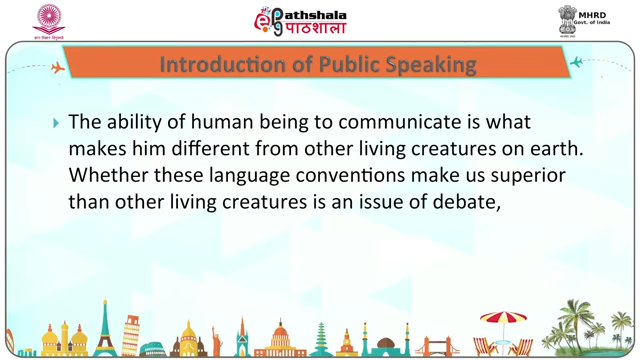 ePathshala
पाठशाला
MHRD
Govt. of India
Introduction of Public Speaking
The ability of human being to communicate is what
makes him different from other living creatures on earth.
Whether these language conventions make us superior
than other living creatures is an issue of debate,